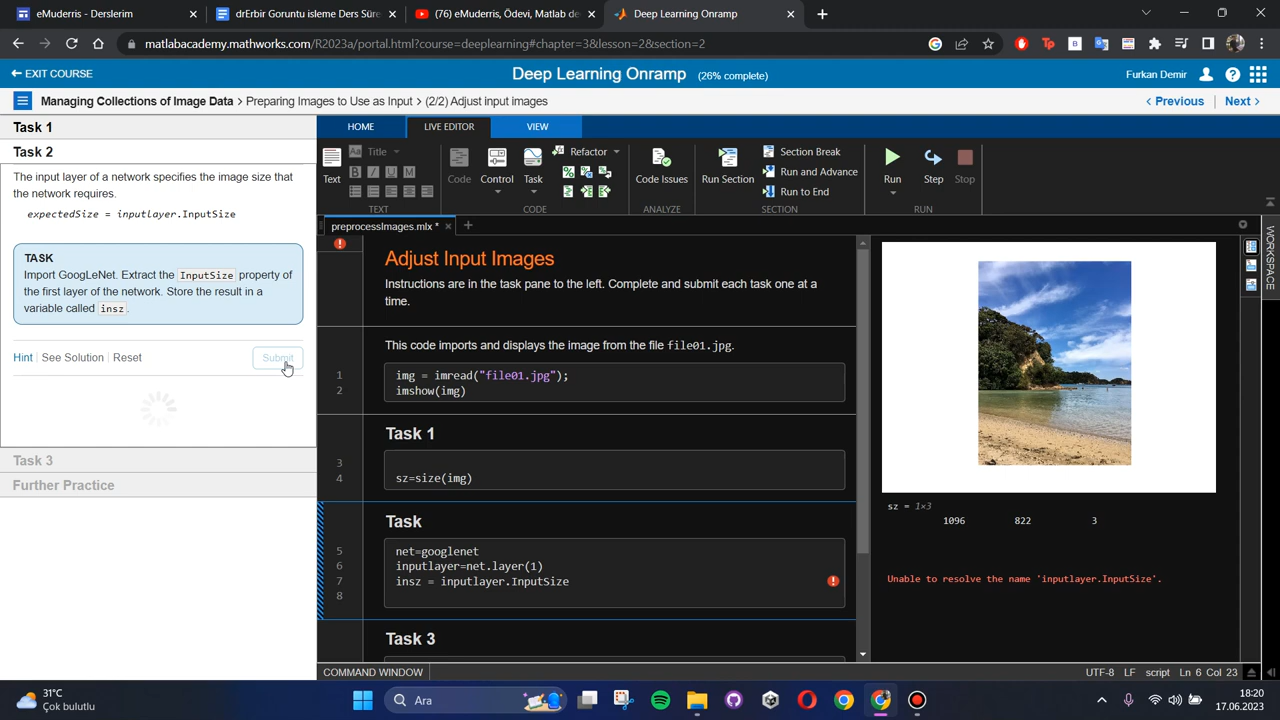 eMuderris - Derslerim
drErbir Goruntu isleme Ders Süre
(76) eMuderris, Ödevi, Matlab de
Deep Learning Onramp
matlabacademy.mathworks.com/R2023a/portal.html?course=deeplearning#chapter=3&lesson=2&section=2
EXIT COURSE
Deep Learning Onramp (26% complete)
Furkan Demir
Managing Collections of Image Data > Preparing Images to Use as Input > (2/2) Adjust input images
Previous
Next
Task 1
Task 2
The input layer of a network specifies the image size that
the network requires.
expectedSize = inputlayer.InputSize
TASK
Import GoogLeNet. Extract the InputSize property of
the first layer of the network. Store the result in a
variable called insz.
Hint
See Solution
Reset
Submit
Task 3
Further Practice
HOME
LIVE EDITOR
VIEW
Text
Aa Title
B I U M
TEXT
Code
Control
Task
Refactor
CODE
Code Issues
ANALYZE
Run Section
Section Break
Run and Advance
Run to End
SECTION
Run
Step
Stop
RUN
preprocessImages.mlx *
Adjust Input Images
Instructions are in the task pane to the left. Complete and submit each task one at a
time.
This code imports and displays the image from the file file01.jpg.
1 img = imread("file01.jpg");
2 imshow(img)
Task 1
3
4 sz=size(img)
Task
5 net=googlenet
6 inputlayer=net.layer(1)
7 insz = inputlayer.InputSize
8
Task 3
sz = 1×3
1096 822 3
Unable to resolve the name 'inputlayer.InputSize'.
WORKSPACE
COMMAND WINDOW
UTF-8
LF
script
Ln 6 Col 23
31°C
Çok bulutlu
Ara
18:20
17.06.2023